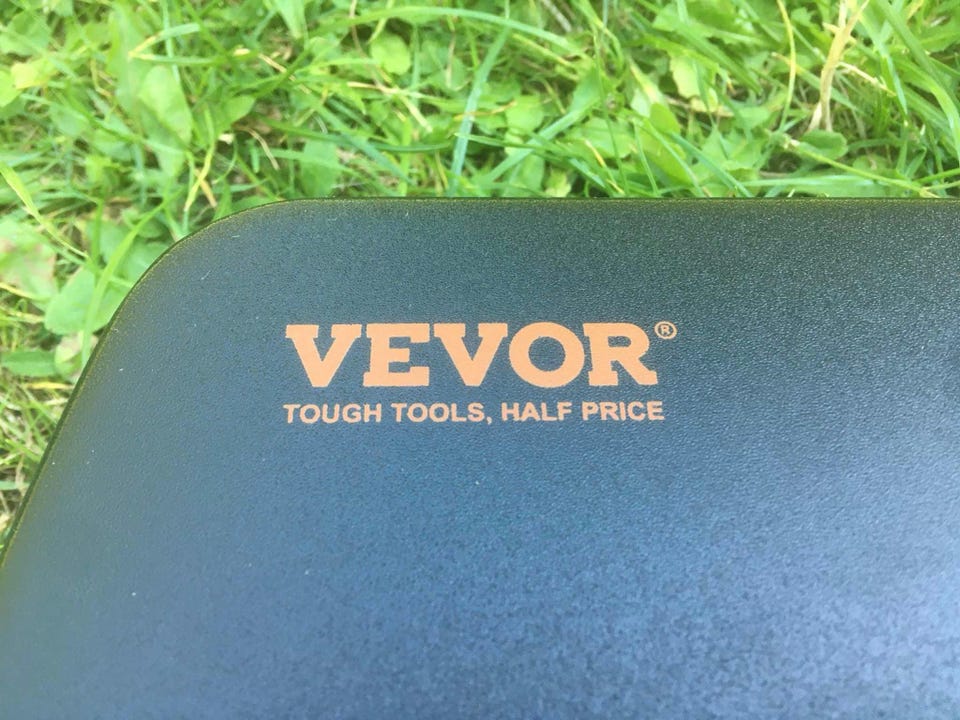 VEVOR®
TOUGH TOOLS, HALF PRICE